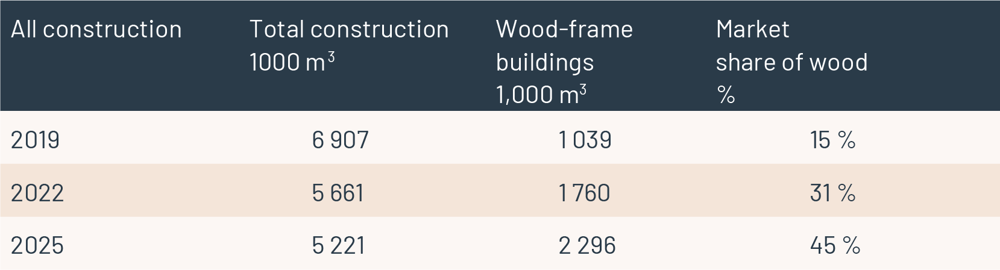 All construction Total construction Wood-frame Market
1000 m³ buildings share of wood
1,000 m³ %
2019 6 907 1 039 15 %
2022 5 661 1 760 31 %
2025 5 221 2 296 45 %